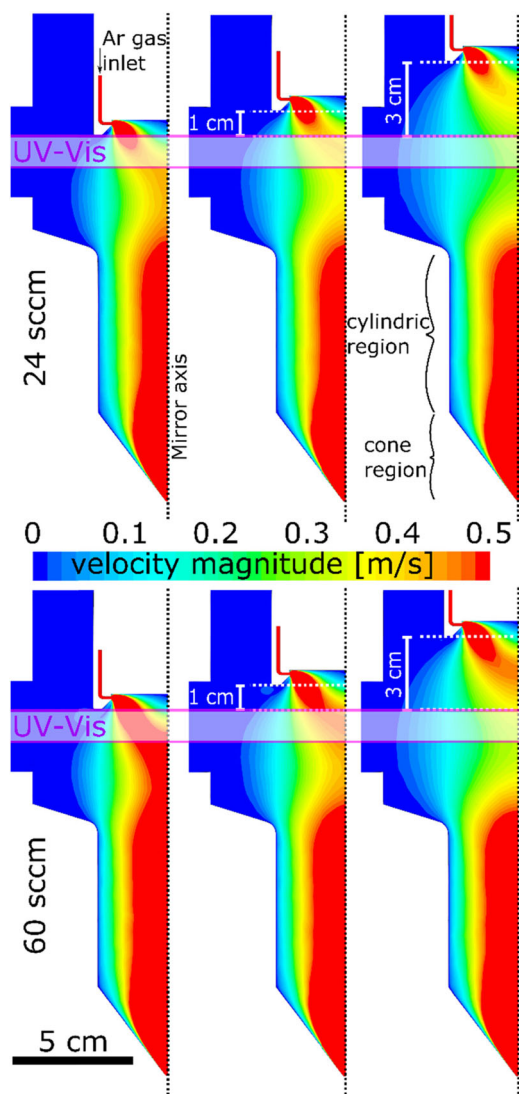 Ar gas
inlet
1 cm
3 cm
UV-Vis
24 sccm
Mirror axis
cylindric
region
cone
region
0 0.1 0.2 0.3 0.4 0.5
velocity magnitude [m/s]
1 cm
3 cm
UV-Vis
60 sccm
5 cm